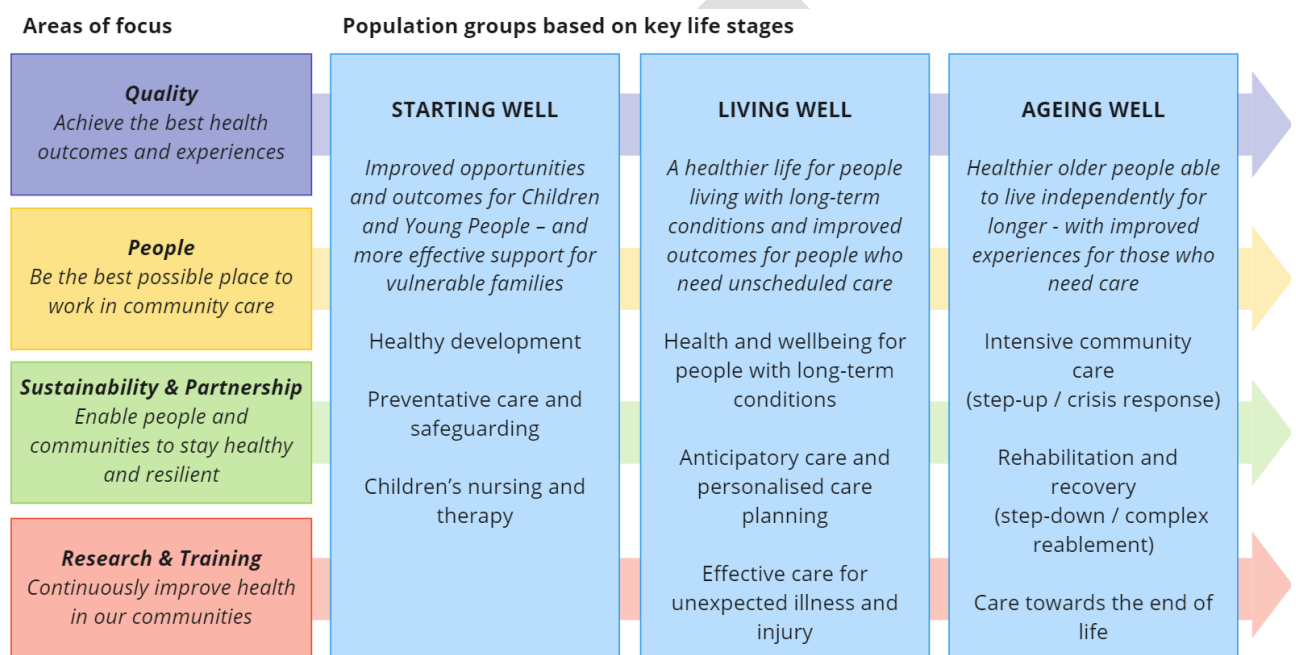 Areas of focus
Population groups based on key life stages
Quality
Achieve the best health
outcomes and experiences
People
Be the best possible place to
work in community care
Sustainability & Partnership
Enable people and
communities to stay healthy
and resilient
Research & Training
Continuously improve health
in our communities
STARTING WELL
Improved opportunities
and outcomes for Children
and Young People – and
more effective support for
vulnerable families
Healthy development
Preventative care and
safeguarding
Children’s nursing and
therapy
LIVING WELL
A healthier life for people
living with long-term
conditions and improved
outcomes for people who
need unscheduled care
Health and wellbeing for
people with long-term
conditions
Anticipatory care and
personalised care
planning
Effective care for
unexpected illness and
injury
AGEING WELL
Healthier older people able
to live independently for
longer - with improved
experiences for those who
need care
Intensive community
care
(step-up / crisis response)
Rehabilitation and
recovery
(step-down / complex
reablement)
Care towards the end of
life